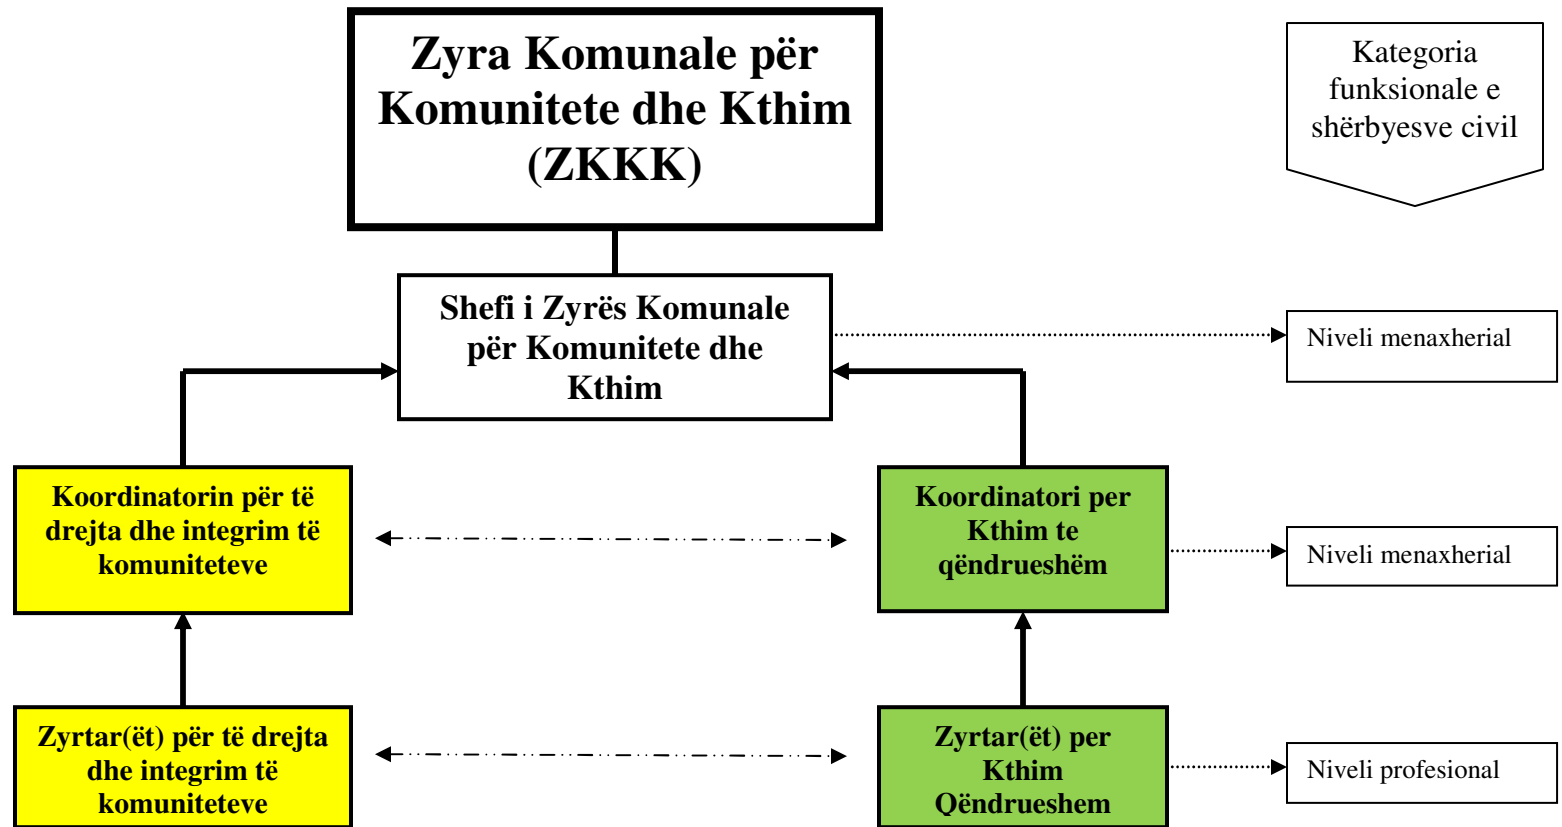 Zyra Komunale për
Komunitete dhe Kthim
(ZKKK)
Kategoria
funksionale e
shërbyesve civil
Shefi i Zyrës Komunale
për Komunitete dhe
Kthim
Niveli menaxherial
Koordinatorin për të
drejta dhe integrim të
komuniteteve
Koordinatori per
Kthim te
qëndrueshëm
Niveli menaxherial
Zyrtar(ët) për të drejta
dhe integrim të
komuniteteve
Zyrtar(ët) per
Kthim
Qëndrueshem
Niveli profesional